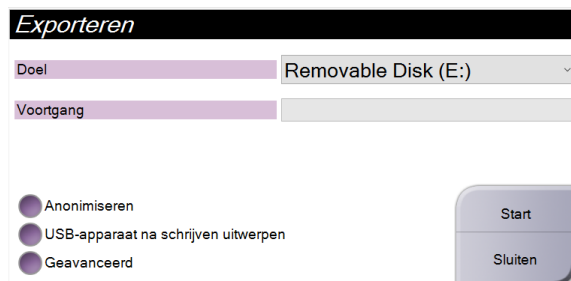 Exporteren
Doel
Removable Disk (E:)
Voortgang
Anonimiseren
USB-apparaat na schrijven uitwerpen
Geavanceerd
Start
Sluiten